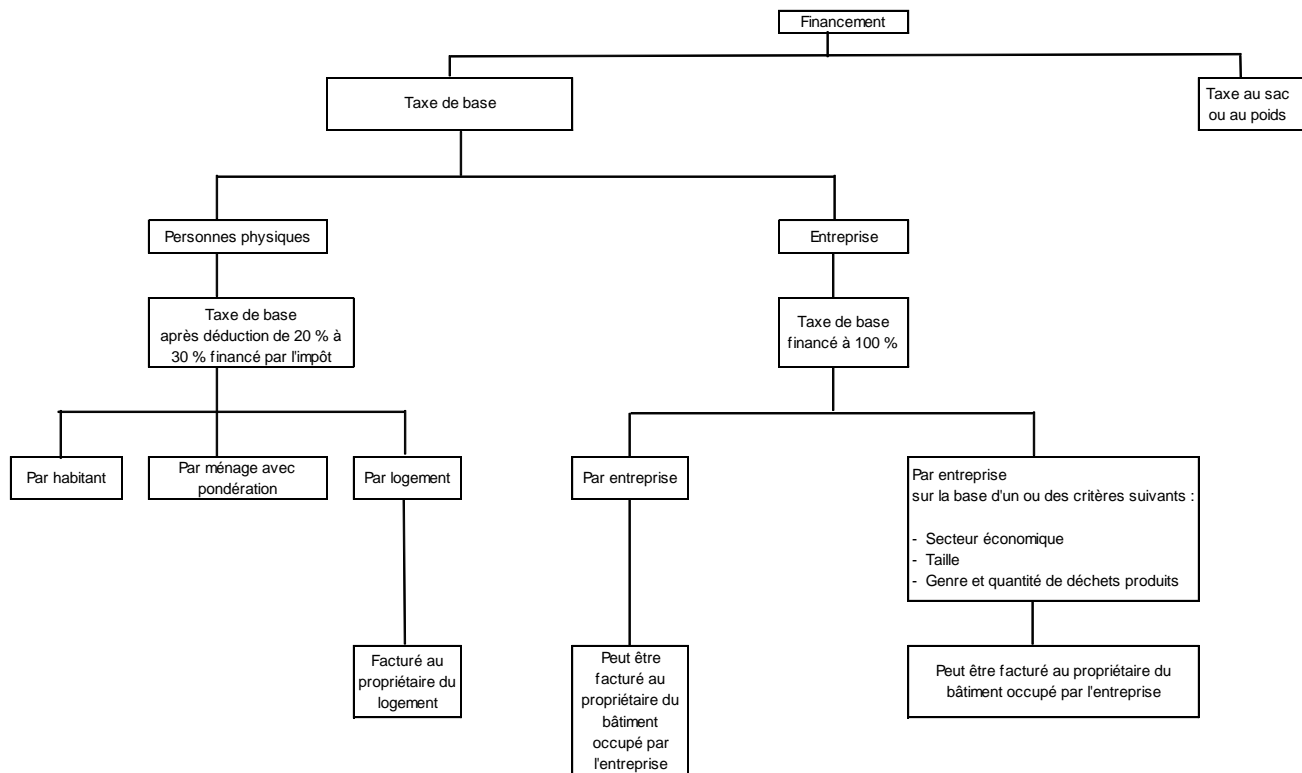 Financement
Taxe de base
Taxe au sac
ou au poids
Personnes physiques
Entreprise
Taxe de base
après déduction de 20 % à
30 % financé par l'impôt
Taxe de base
financé à 100 %
Par habitant
Par ménage avec
pondération
Par logement
Par entreprise
Par entreprise
sur la base d'un ou des critères suivants :
- Secteur économique
- Taille
- Genre et quantité de déchets produits
Facturé au
propriétaire du
logement
Peut être
facturé au
propriétaire du
bâtiment
occupé par
l'entreprise
Peut être facturé au propriétaire du
bâtiment occupé par l'entreprise